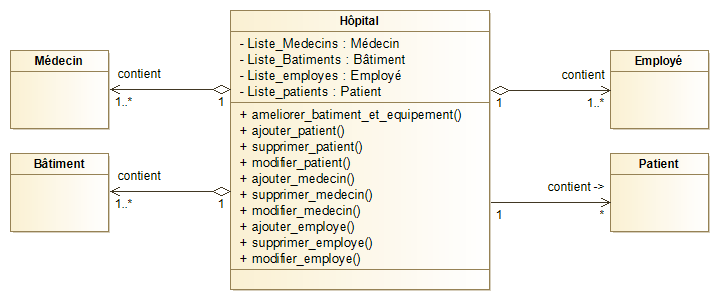 Hôpital
- Liste_Medecins : Médecin
- Liste_Batiments : Bâtiment
- Liste_employes : Employé
- Liste_patients : Patient
+ ameliorer_batiment_et_equipement()
+ ajouter_patient()
+ supprimer_patient()
+ modifier_patient()
+ ajouter_medecin()
+ supprimer_medecin()
+ modifier_medecin()
+ ajouter_employe()
+ supprimer_employe()
+ modifier_employe()
Médecin
contient
1..*
1
Bâtiment
contient
1..*
1
Employé
contient
1
1..*
Patient
contient ->
1
*